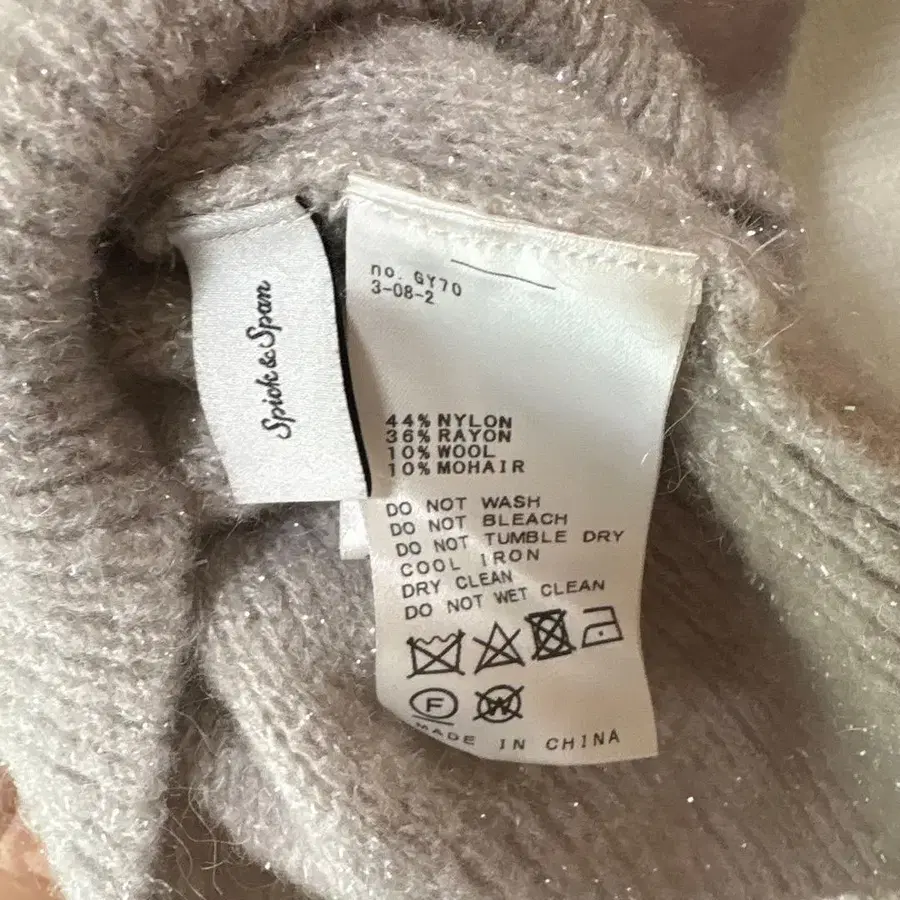 Spick & Span
no. GY70
3-08-2
44% NYLON
36% RAYON
10% WOOL
10% MOHAIR
DO NOT WASH
DO NOT BLEACH
DO NOT TUMBLE DRY
COOL IRON
DRY CLEAN
DO NOT WET CLEAN
F W
MADE IN CHINA